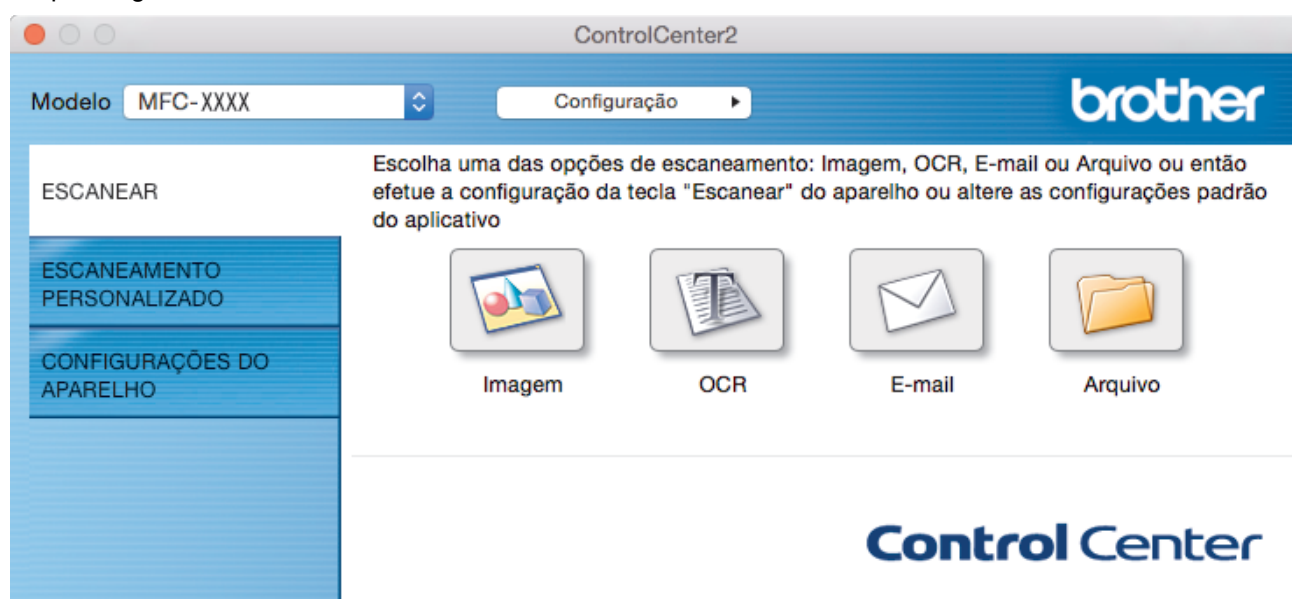 ControlCenter2
Modelo MFC-XXXX Configuração brother
ESCANEAR
Escolha uma das opções de escaneamento: Imagem, OCR, E-mail ou Arquivo ou então
efetue a configuração da tecla "Escanear" do aparelho ou altere as configurações padrão
do aplicativo
ESCANEAMENTO
PERSONALIZADO
CONFIGURAÇÕES DO
APARELHO
Imagem OCR E-mail Arquivo
Control Center